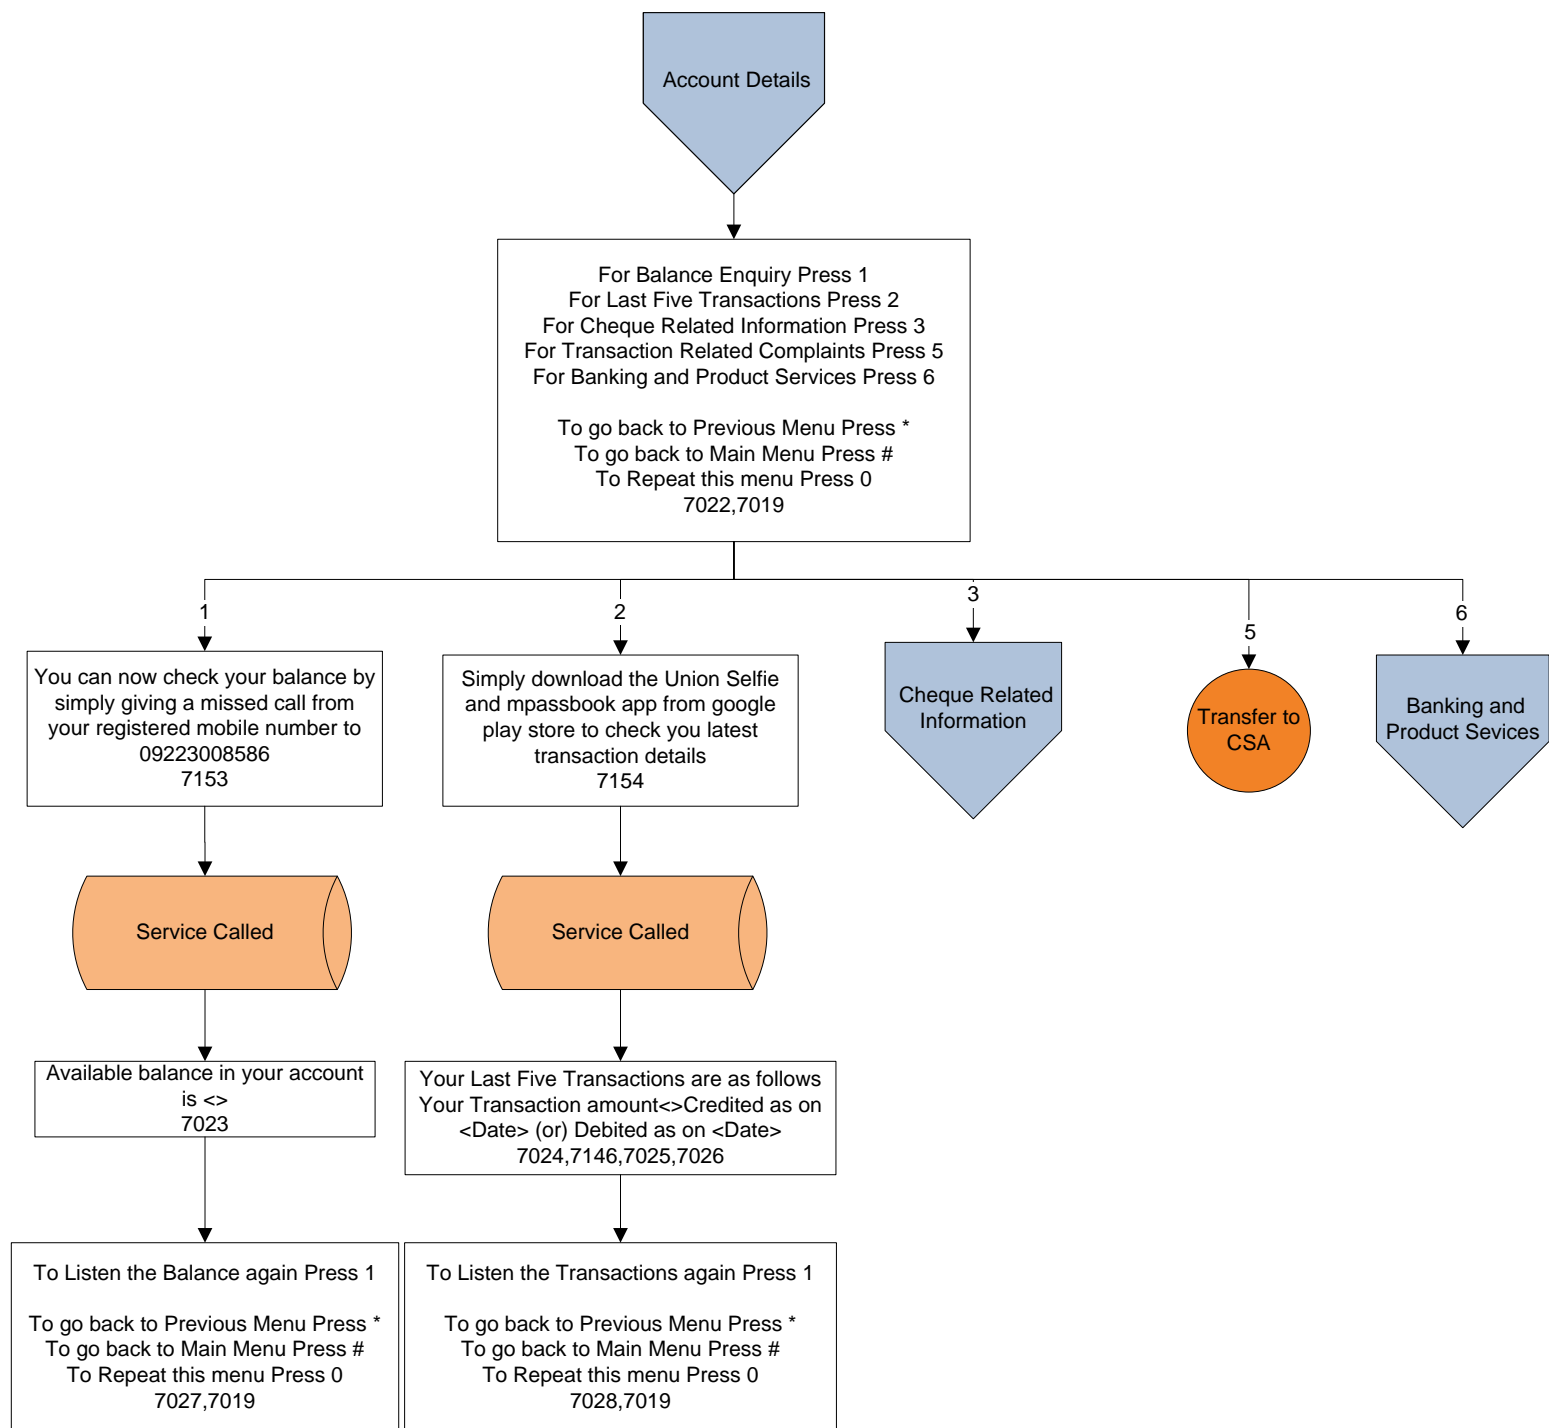 Account Details
For Balance Enquiry Press 1
For Last Five Transactions Press 2
For Cheque Related Information Press 3
For Transaction Related Complaints Press 5
For Banking and Product Services Press 6
To go back to Previous Menu Press *
To go back to Main Menu Press #
To Repeat this menu Press 0
7022,7019
1
2
3
5
6
You can now check your balance by
simply giving a missed call from
your registered mobile number to
09223008586
7153
Simply download the Union Selfie
and mpassbook app from google
play store to check you latest
transaction details
7154
Cheque Related
Information
Transfer to
CSA
Banking and
Product Sevices
Service Called
Service Called
Available balance in your account
is <>
7023
Your Last Five Transactions are as follows
Your Transaction amount<>Credited as on
<Date> (or) Debited as on <Date>
7024,7146,7025,7026
To Listen the Balance again Press 1
To go back to Previous Menu Press *
To go back to Main Menu Press #
To Repeat this menu Press 0
7027,7019
To Listen the Transactions again Press 1
To go back to Previous Menu Press *
To go back to Main Menu Press #
To Repeat this menu Press 0
7028,7019